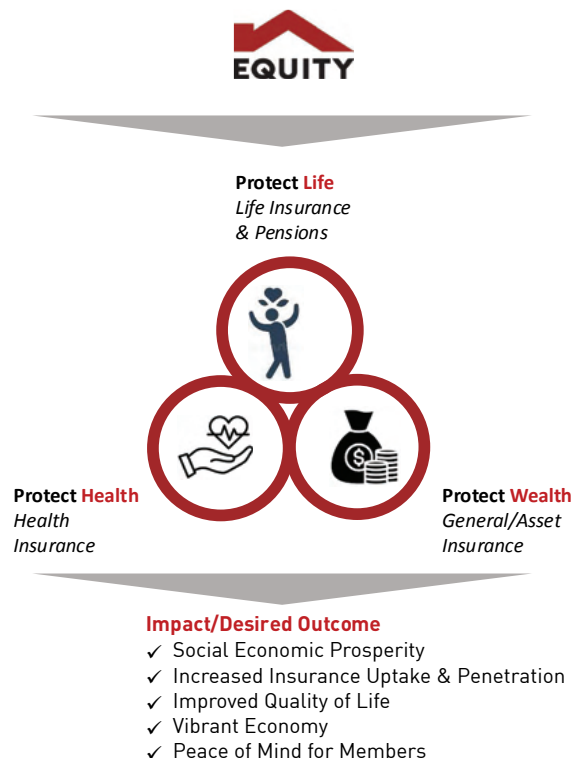 EQUITY
Protect Life
Life Insurance
& Pensions
$
Protect Health
Health
Insurance
Protect Wealth
General/Asset
Insurance
Impact/Desired Outcome
✓ Social Economic Prosperity
✓ Increased Insurance Uptake & Penetration
✓ Improved Quality of Life
✓ Vibrant Economy
✓ Peace of Mind for Members